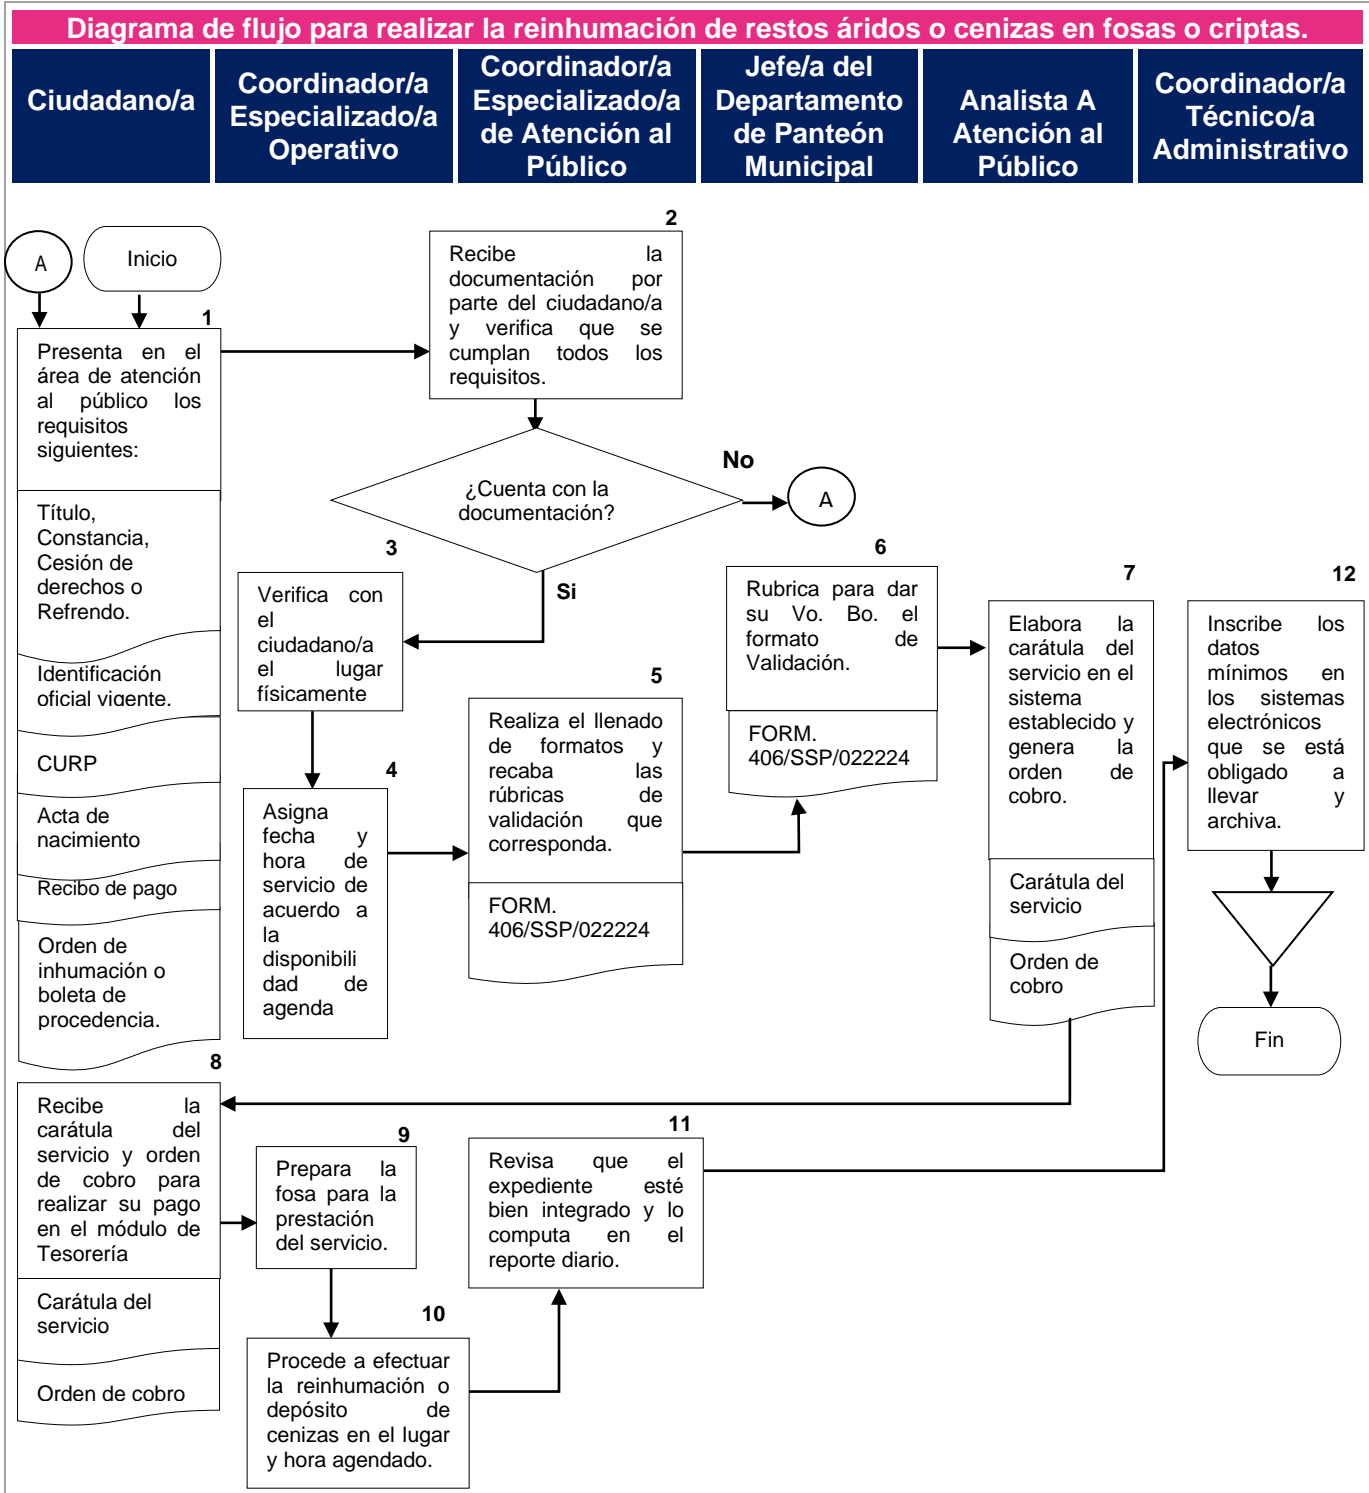 Diagrama de flujo para realizar la reinhumación de restos áridos o cenizas en fosas o criptas.
Ciudadano/a
Coordinador/a
Especializado/a
Operativo
Coordinador/a
Especializado/a
de Atención al
Público
Jefe/a del
Departamento
de Panteón
Municipal
Analista A
Atención al
Público
Coordinador/a
Técnico/a
Administrativo
A
Inicio
1
Presenta en el
área de atención
al público los
requisitos
siguientes:
Título,
Constancia,
Cesión de
derechos o
Refrendo.
Identificación
oficial vigente.
CURP
Acta de
nacimiento
Recibo de pago
Orden de
inhumación o
boleta de
procedencia.
2
Recibe la
documentación por
parte del ciudadano/a
y verifica que se
cumplan todos los
requisitos.
¿Cuenta con la
documentación?
No
A
Si
3
Verifica con
el
ciudadano/a
el lugar
físicamente
4
Asigna
fecha y
hora de
servicio de
acuerdo a
la
disponibili
dad de
agenda
5
Realiza el llenado
de formatos y
recaba las
rúbricas de
validación que
corresponda.
FORM.
406/SSP/022224
6
Rubrica para dar
su Vo. Bo. el
formato de
Validación.
FORM.
406/SSP/022224
7
Elabora la
carátula del
servicio en el
sistema
establecido y
genera la
orden de
cobro.
Carátula del
servicio
Orden de
cobro
8
Recibe la
carátula del
servicio y orden
de cobro para
realizar su pago
en el módulo de
Tesorería
Carátula del
servicio
Orden de cobro
9
Prepara la
fosa para la
prestación
del servicio.
10
Procede a efectuar
la reinhumación o
depósito de
cenizas en el lugar
y hora agendado.
11
Revisa que el
expediente esté
bien integrado y lo
computa en el
reporte diario.
12
Inscribe los
datos
mínimos en
los sistemas
electrónicos
que se está
obligado a
llevar y
archiva.
Fin